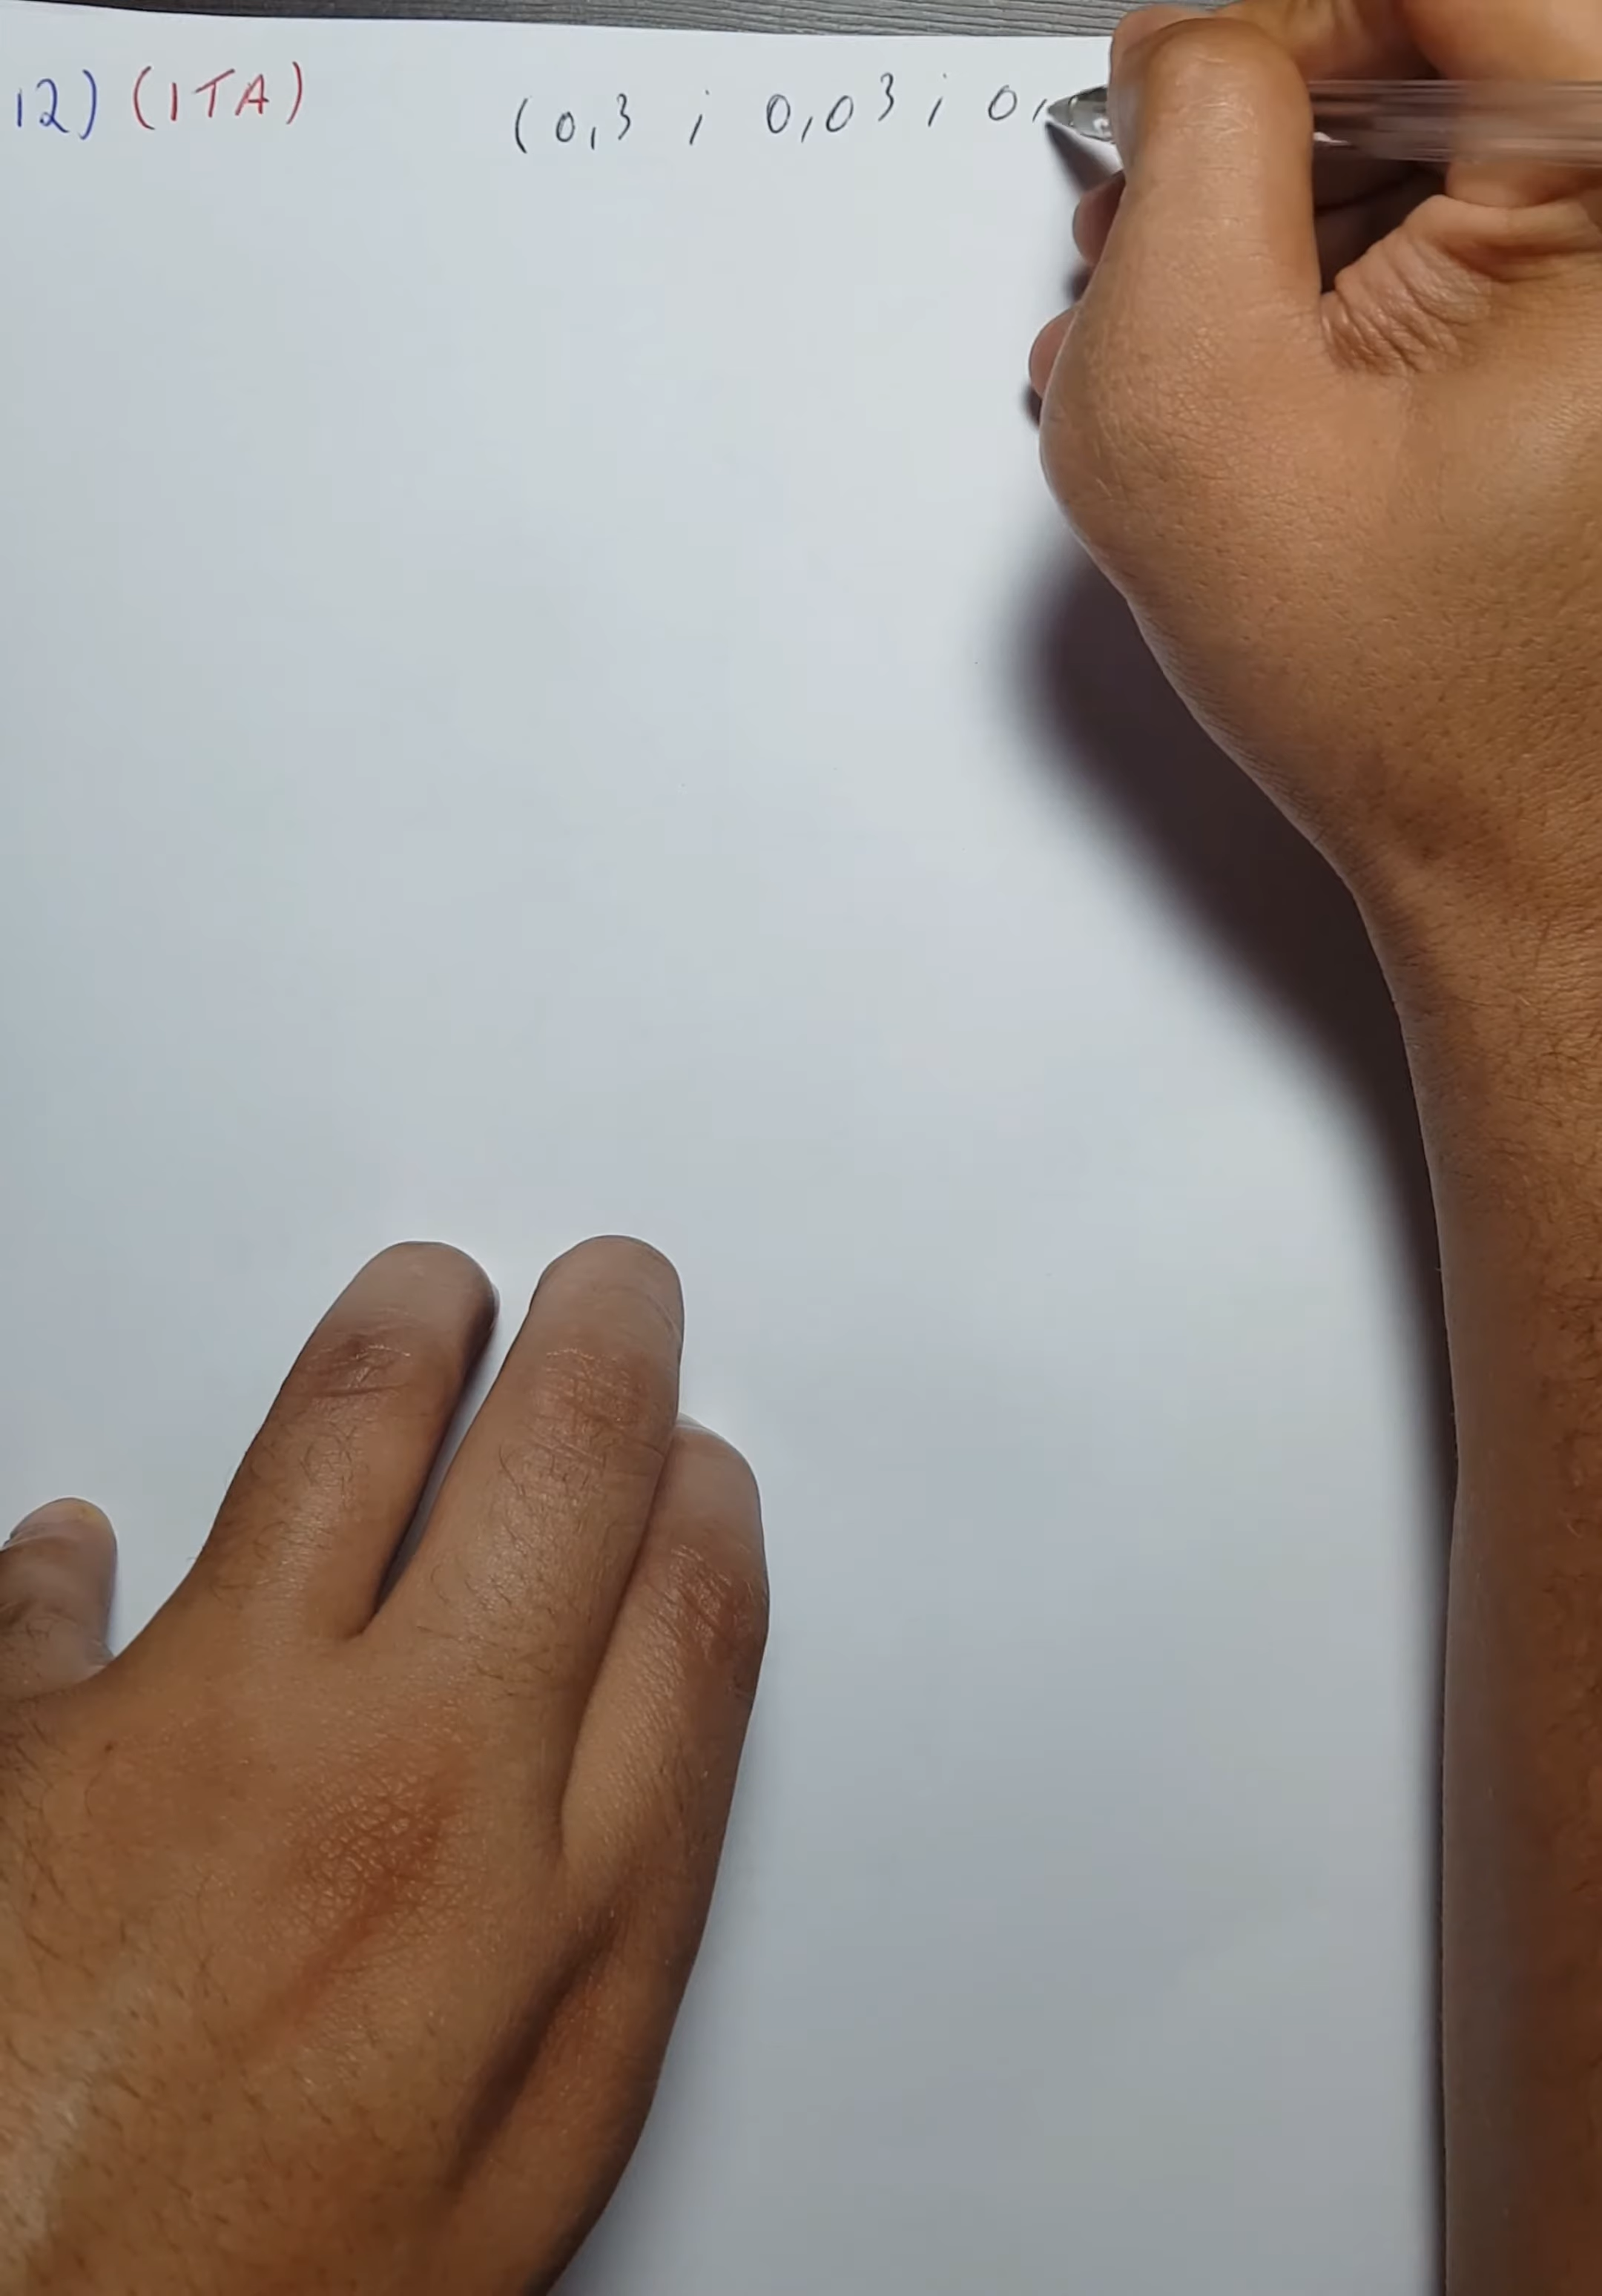 12) (ITA) (0,3 ; 0,03 ; 0,